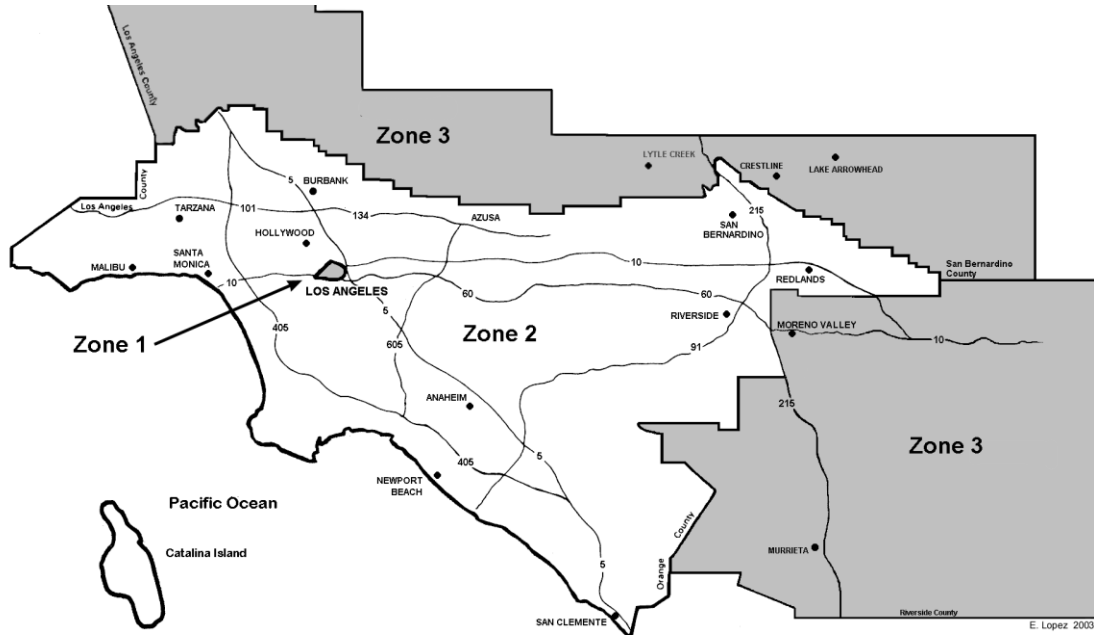 Los Angeles County
Zone 3
LYTLE CREEK
CRESTLINE
LAKE ARROWHEAD
County
Los Angeles
TARZANA
101
5
BURBANK
134
AZUSA
215
SAN
BERNARDINO
HOLLYWOOD
MALIBU
SANTA
MONICA
10
LOS ANGELES
10
60
60
REDLANDS
San Bernardino
County
Zone 1
405
5
605
Zone 2
RIVERSIDE
91
MORENO VALLEY
10
ANAHEIM
215
Zone 3
405
5
NEWPORT
BEACH
Pacific Ocean
Catalina Island
County
Orange
MURRIETA
5
SAN CLEMENTE
Riverside County
E. Lopez 2003